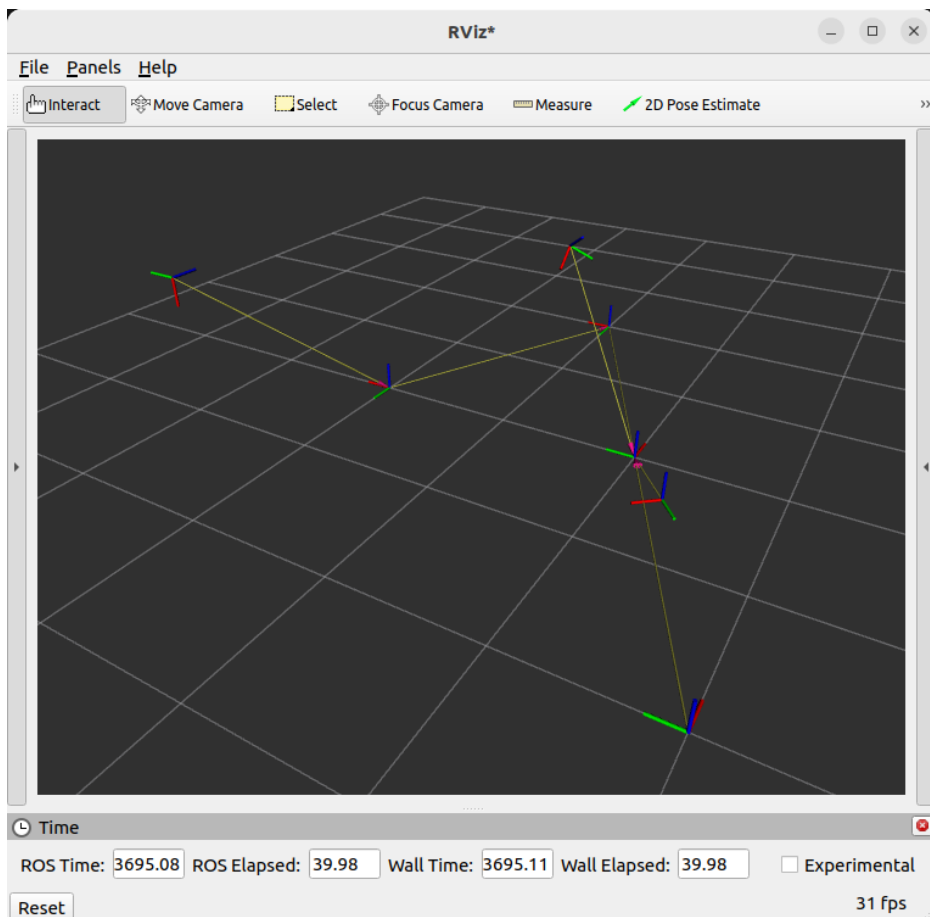 RViz*
File Panels Help
Interact Move Camera Select Focus Camera Measure 2D Pose Estimate »
Time
ROS Time: 3695.08 ROS Elapsed: 39.98 Wall Time: 3695.11 Wall Elapsed: 39.98 Experimental
Reset 31 fps